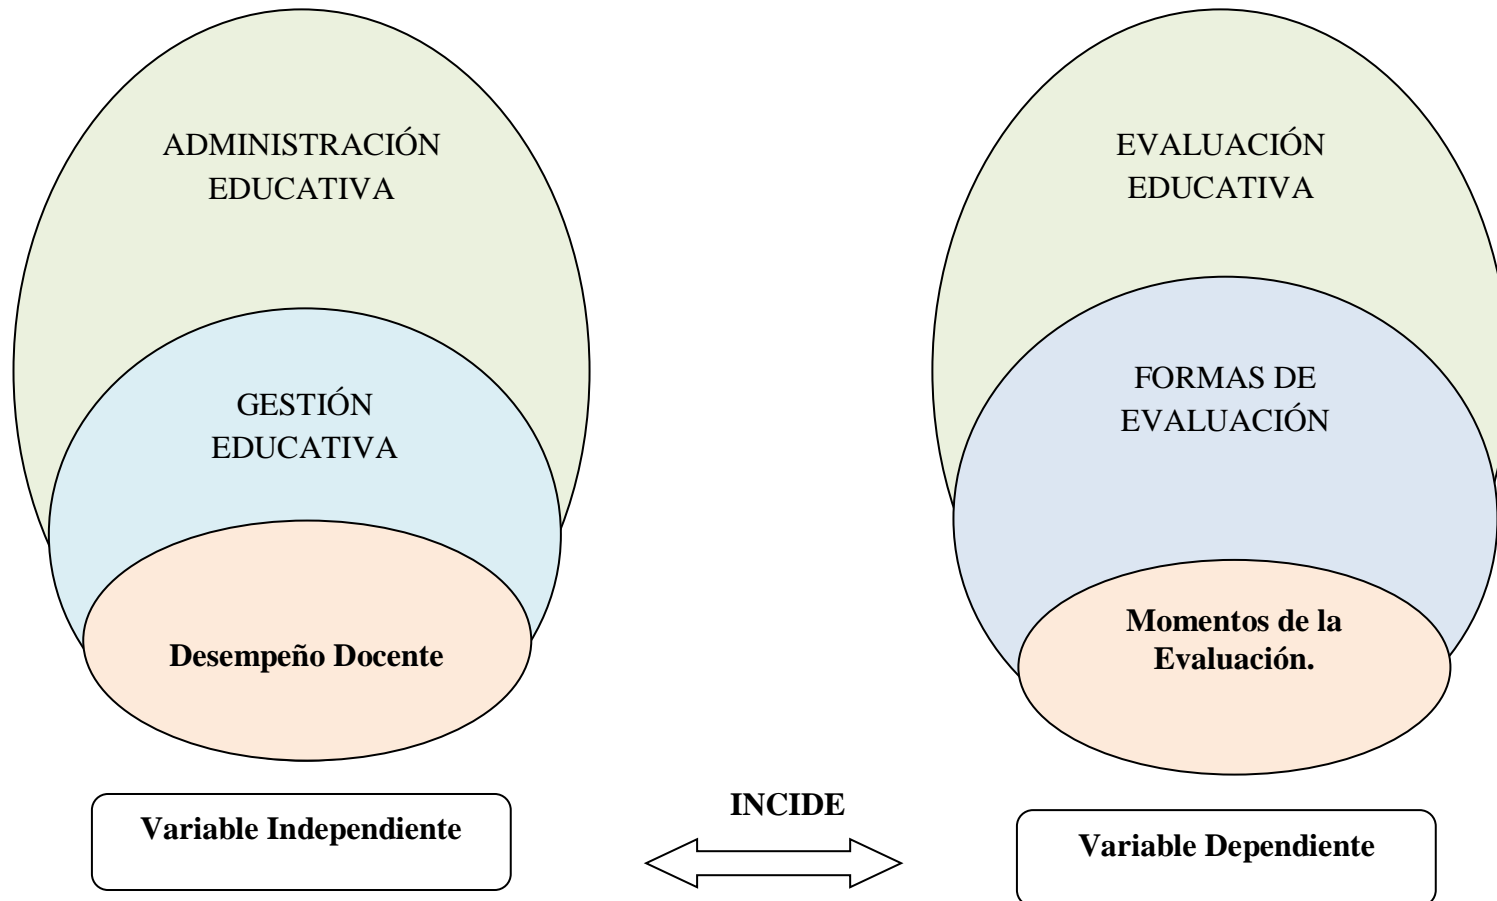 ADMINISTRACIÓN
EDUCATIVA
GESTIÓN
EDUCATIVA
Desempeño Docente
Variable Independiente
INCIDE
EVALUACIÓN
EDUCATIVA
FORMAS DE
EVALUACIÓN
Momentos de la
Evaluación.
Variable Dependiente